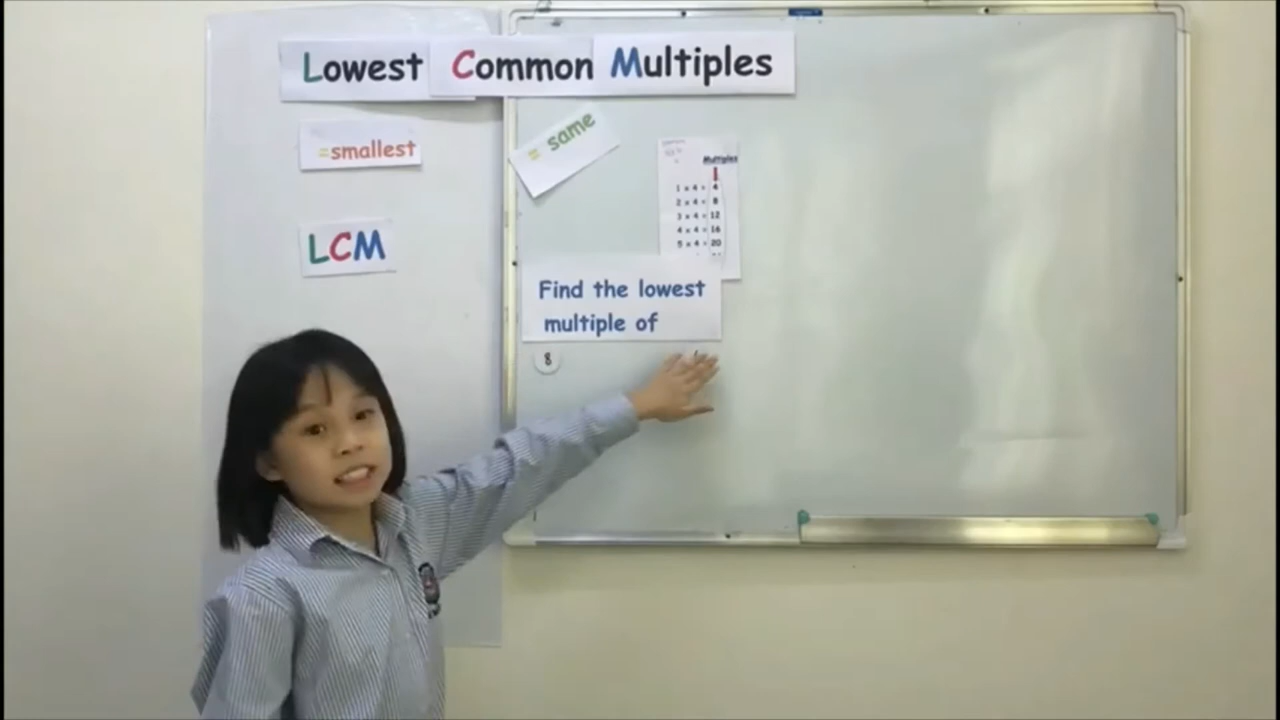 Lowest Common Multiples
= smallest
= same
LCM
Multiples
1 x 4 = 4
2 x 4 = 8
3 x 4 = 12
4 x 4 = 16
5 x 4 = 20
Find the lowest
multiple of
8